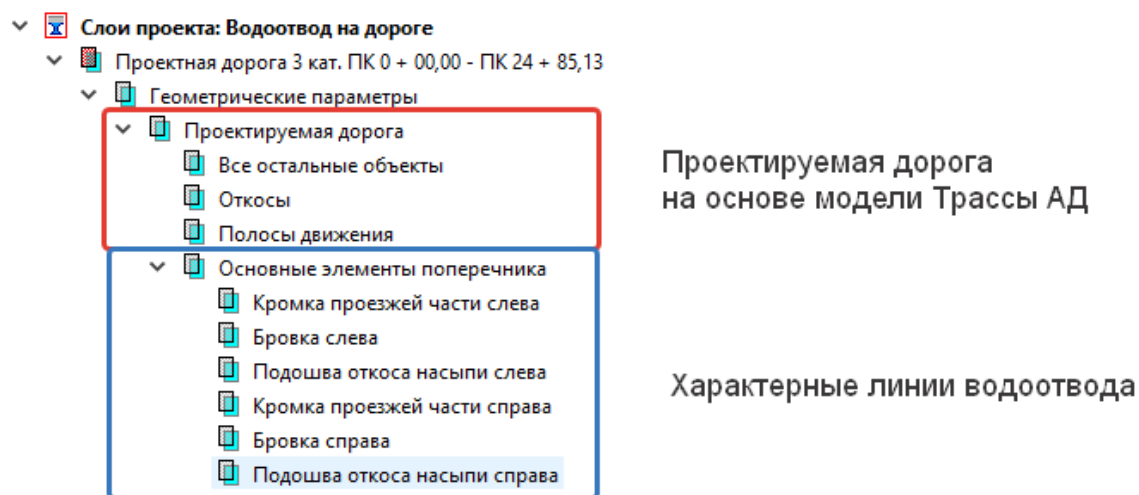 Слои проекта: Водоотвод на дороге
Проектная дорога 3 кат. ПК 0 + 00,00 - ПК 24 + 85,13
Геометрические параметры
Проектируемая дорога
Все остальные объекты
Откосы
Полосы движения
Основные элементы поперечника
Кромка проезжей части слева
Бровка слева
Подошва откоса насыпи слева
Кромка проезжей части справа
Бровка справа
Подошва откоса насыпи справа
Проектируемая дорога
на основе модели Трассы АД
Характерные линии водоотвода